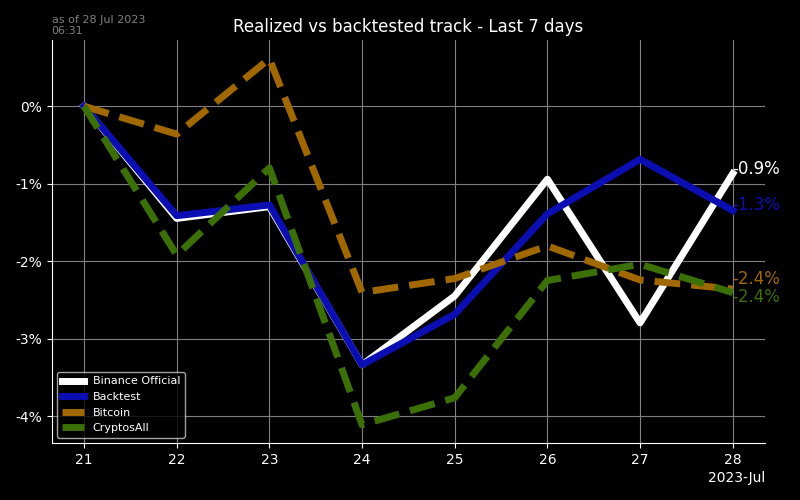 as of 28 Jul 2023
06:31
Realized vs backtested track - Last 7 days
0%
-1%
-2%
-3%
-4%
-0.9%
-1.3%
-2.4%
-2.4%
Binance Official
Backtest
Bitcoin
CryptosAll
21 22 23 24 25 26 27 28
2023-Jul